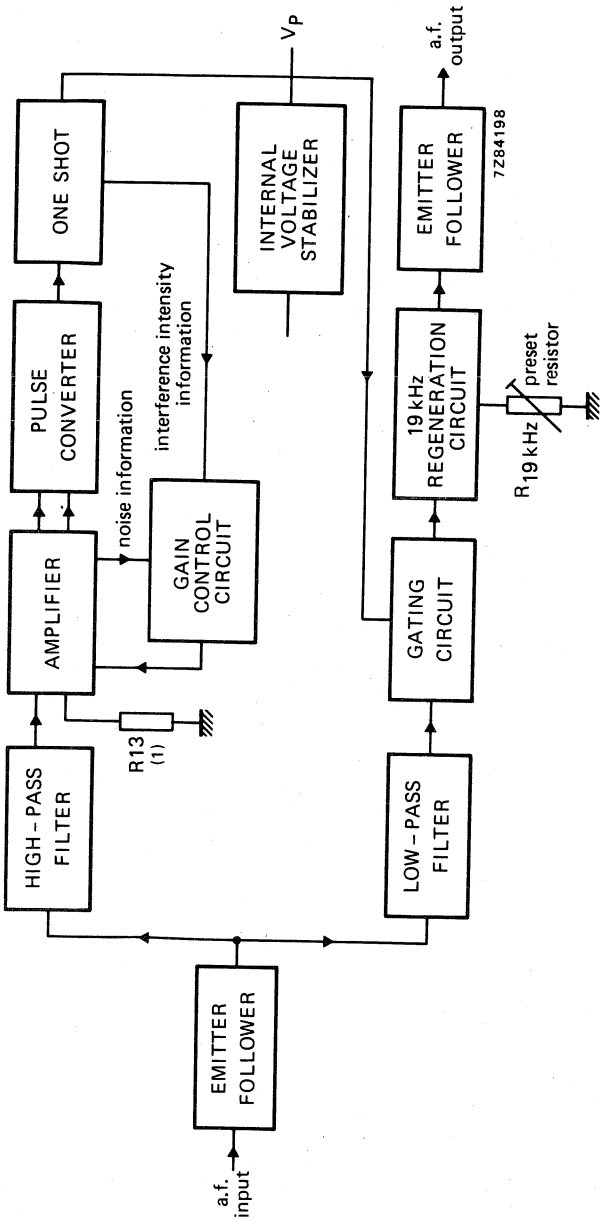 a.f.
input
EMITTER
FOLLOWER
HIGH-PASS
FILTER
R13
(1)
AMPLIFIER
noise information
GAIN
CONTROL
CIRCUIT
PULSE
CONVERTER
interference intensity
information
ONE SHOT
INTERNAL
VOLTAGE
STABILIZER
VP
LOW-PASS
FILTER
GATING
CIRCUIT
19 kHz
REGENERATION
CIRCUIT
R19 kHz
preset
resistor
EMITTER
FOLLOWER
a.f.
output
7Z84198